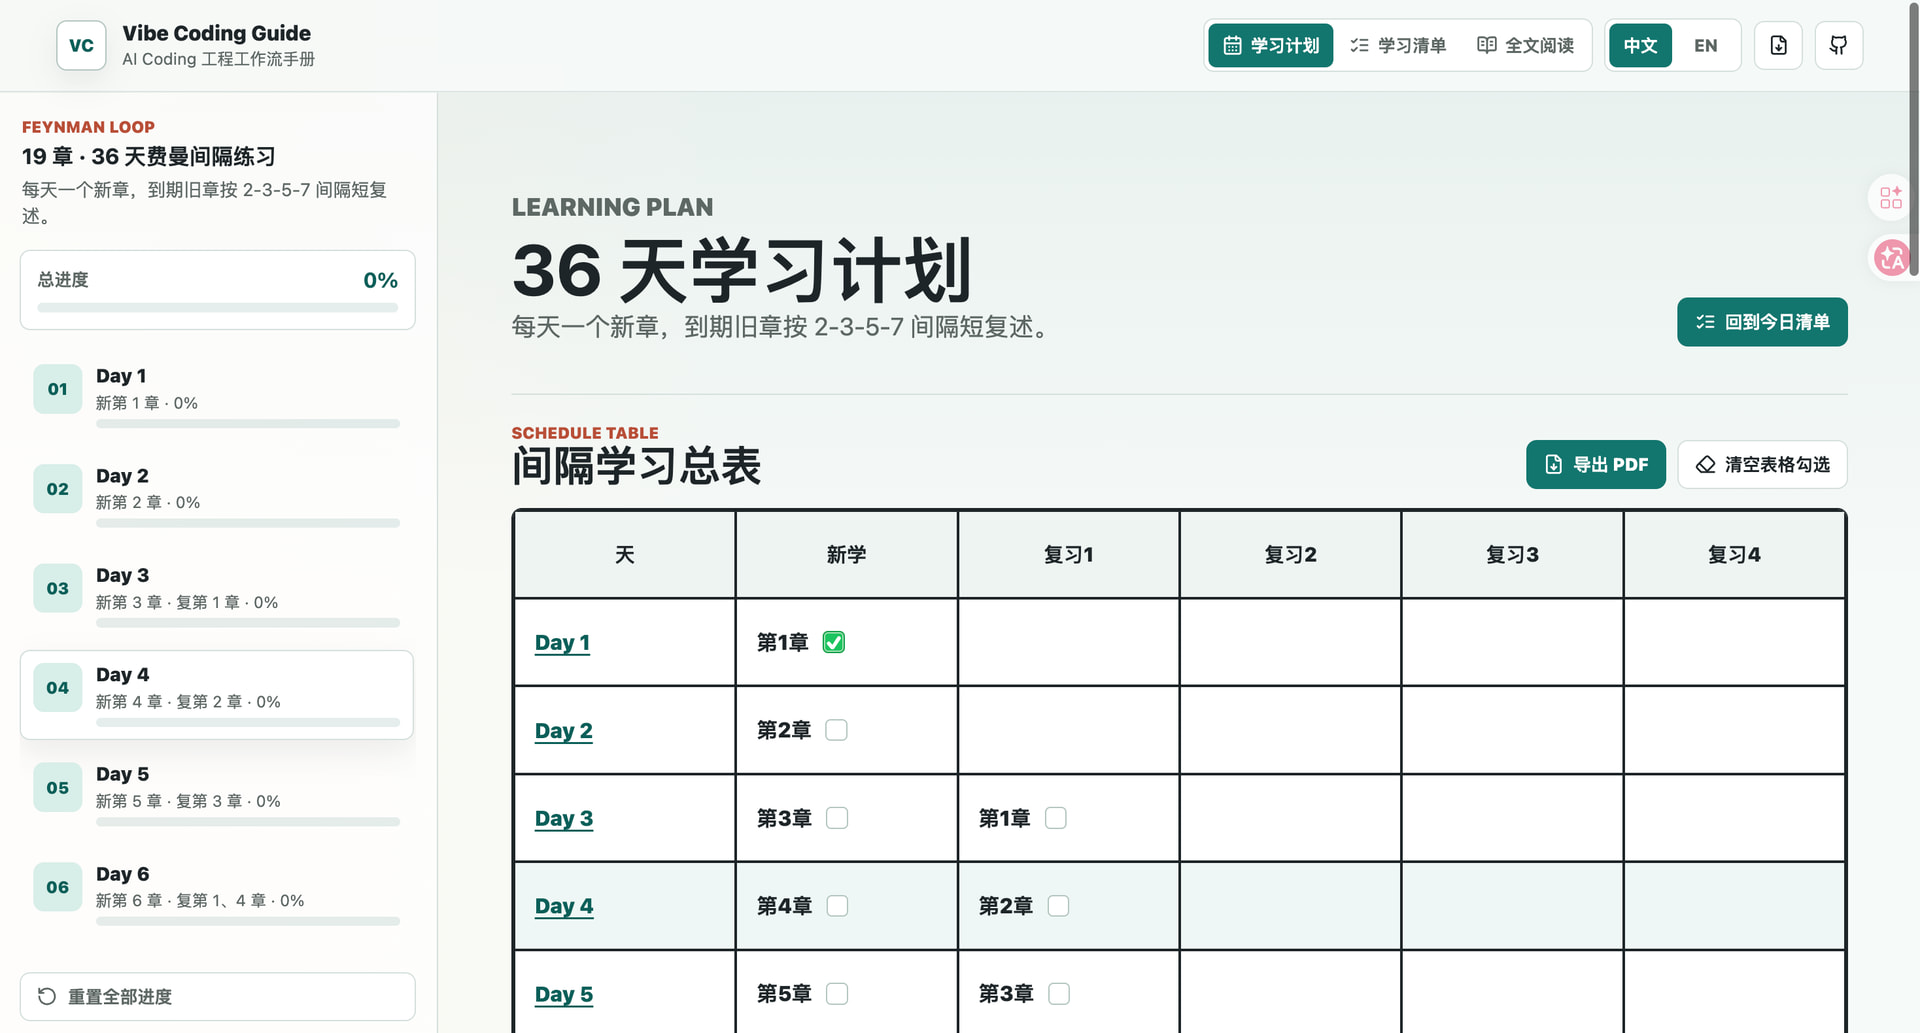 VC
Vibe Coding Guide
AI Coding 工程工作流手册
学习计划
学习清单
全文阅读
中文
EN
FEYNMAN LOOP
19 章 · 36 天费曼间隔练习
每天一个新章，到期旧章按 2-3-5-7 间隔短复
述。
总进度
0%
01
Day 1
新第 1 章 · 0%
02
Day 2
新第 2 章 · 0%
03
Day 3
新第 3 章 · 复第 1 章 · 0%
04
Day 4
新第 4 章 · 复第 2 章 · 0%
05
Day 5
新第 5 章 · 复第 3 章 · 0%
06
Day 6
新第 6 章 · 复第 1、4 章 · 0%
重置全部进度
LEARNING PLAN
36 天学习计划
每天一个新章，到期旧章按 2-3-5-7 间隔短复述。
回到今日清单
SCHEDULE TABLE
间隔学习总表
导出 PDF
清空表格勾选
天 新学 复习1 复习2 复习3 复习4
Day 1 第1章
Day 2 第2章
Day 3 第3章 第1章
Day 4 第4章 第2章
Day 5 第5章 第3章